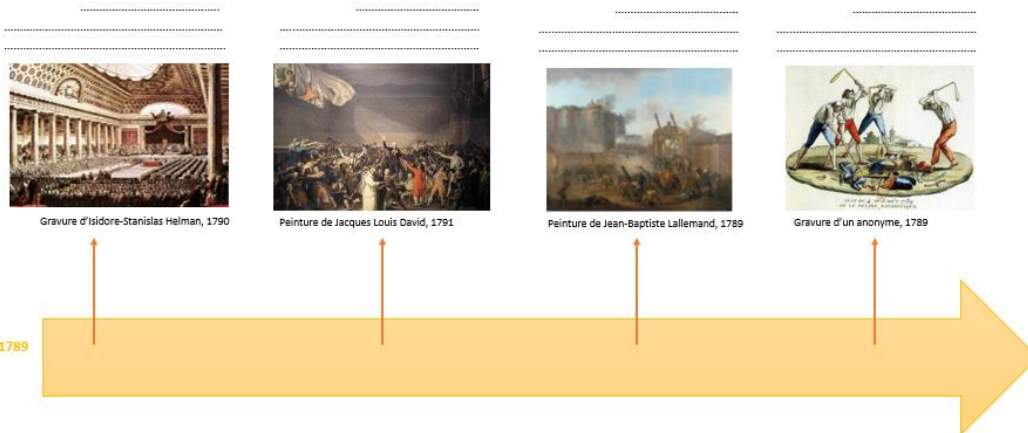 Gravure d'Isidore-Stanislas Helman, 1790
Peinture de Jacques Louis David, 1791
Peinture de Jean-Baptiste Lallemand, 1789
Gravure d'un anonyme, 1789
1789